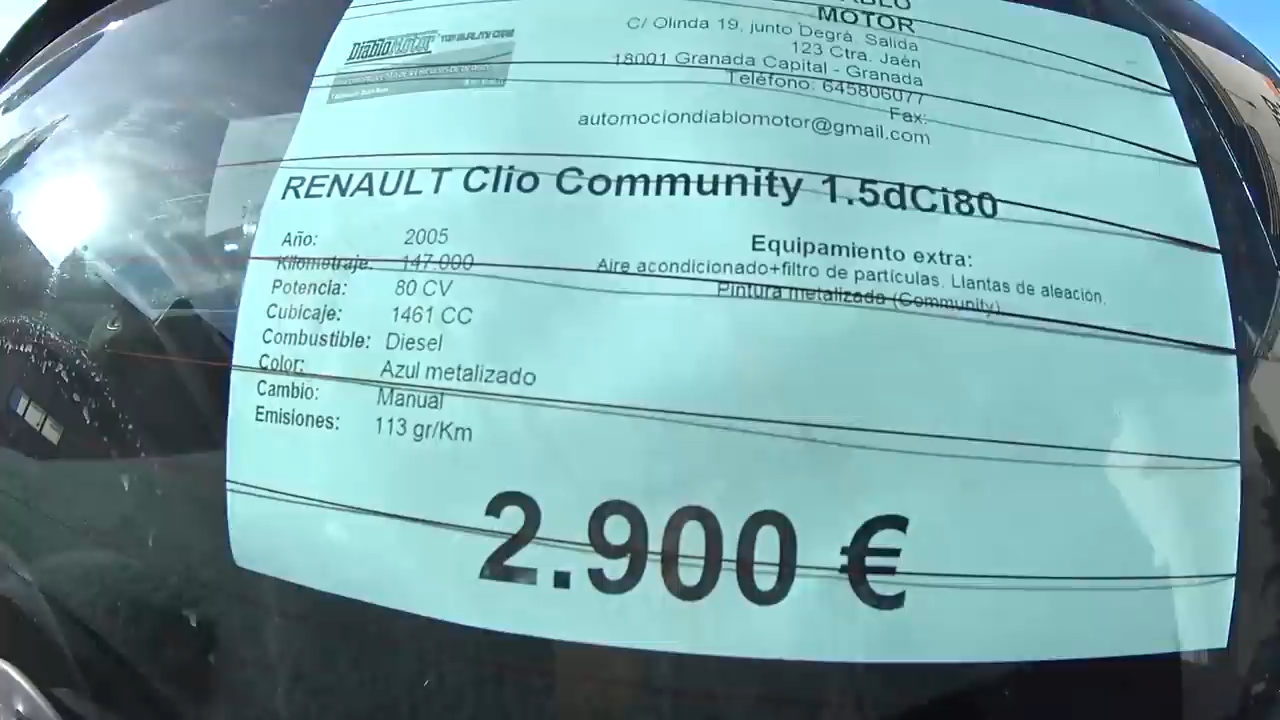 MOTOR
DiabloMotor
C/ Olinda 19, junto Degrá. Salida
123 Ctra. Jaén
18001 Granada Capital - Granada
Teléfono: 645806077
Fax:
automociondiablomotor@gmail.com
RENAULT Clio Community 1.5dCi80
Año: 2005
Kilometraje: 147.000
Potencia: 80 CV
Cubicaje: 1461 CC
Combustible: Diesel
Color: Azul metalizado
Cambio: Manual
Emisiones: 113 gr/Km
Equipamiento extra:
Aire acondicionado+filtro de partículas. Llantas de aleación.
Pintura metalizada (Community)
2.900 €